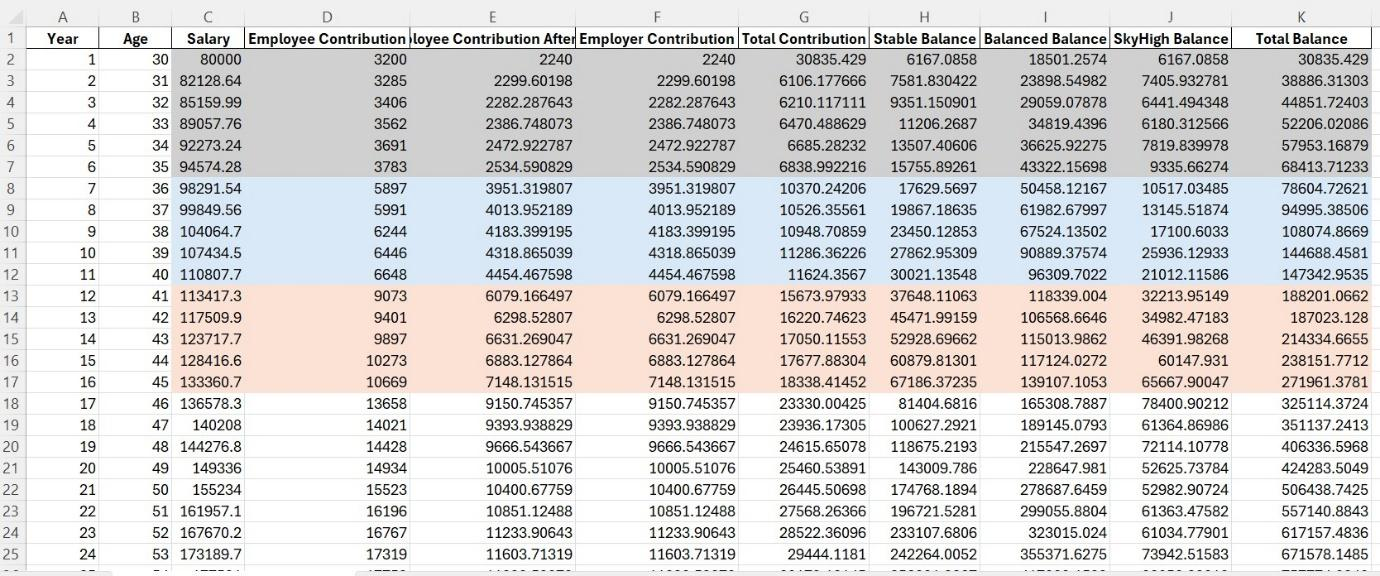 A B C D E F G H I J K
1 Year Age Salary Employee Contribution loyee Contribution After Employer Contribution Total Contribution Stable Balance Balanced Balance SkyHigh Balance Total Balance
2 1 30 80000 3200 2240 2240 30835.429 6167.0858 18501.2574 6167.0858 30835.429
3 2 31 82128.64 3285 2299.60198 2299.60198 6106.177666 7581.830422 23898.54982 7405.932781 38886.31303
4 3 32 85159.99 3406 2282.287643 2282.287643 6210.117111 9351.150901 29059.07878 6441.494348 44851.72403
5 4 33 89057.76 3562 2386.748073 2386.748073 6470.488629 11206.2687 34819.4396 6180.312566 52206.02086
6 5 34 92273.24 3691 2472.922787 2472.922787 6685.28232 13507.40606 36625.92275 7819.839978 57953.16879
7 6 35 94574.28 3783 2534.590829 2534.590829 6838.992216 15755.89261 43322.15698 9335.66274 68413.71233
8 7 36 98291.54 5897 3951.319807 3951.319807 10370.24206 17629.5697 50458.12167 10517.03485 78604.72621
9 8 37 99849.56 5991 4013.952189 4013.952189 10526.35561 19867.18635 61982.67997 13145.51874 94995.38506
10 9 38 104064.7 6244 4183.399195 4183.399195 10948.70859 23450.12853 67524.13502 17100.6033 108074.8669
11 10 39 107434.5 6446 4318.865039 4318.865039 11286.36226 27862.95309 90889.37574 25936.12933 144688.4581
12 11 40 110807.7 6648 4454.467598 4454.467598 11624.3567 30021.13548 96309.7022 21012.11586 147342.9535
13 12 41 113417.3 9073 6079.166497 6079.166497 15673.97933 37648.11063 118339.004 32213.95149 188201.0662
14 13 42 117509.9 9401 6298.52807 6298.52807 16220.74623 45471.99159 106568.6646 34982.47183 187023.128
15 14 43 123717.7 9897 6631.269047 6631.269047 17050.11553 52928.69662 115013.9862 46391.98268 214334.6655
16 15 44 128416.6 10273 6883.127864 6883.127864 17677.88304 60879.81301 117124.0272 60147.931 238151.7712
17 16 45 133360.7 10669 7148.131515 7148.131515 18338.41452 67186.37235 139107.1053 65667.90047 271961.3781
18 17 46 136578.3 13658 9150.745357 9150.745357 23330.00425 81404.6816 165308.7887 78400.90212 325114.3724
19 18 47 140208 14021 9393.938829 9393.938829 23936.17305 100627.2921 189145.0793 61364.86986 351137.2413
20 19 48 144276.8 14428 9666.543667 9666.543667 24615.65078 118675.2193 215547.2697 72114.10778 406336.5968
21 20 49 149336 14934 10005.51076 10005.51076 25460.53891 143009.786 228647.981 52625.73784 424283.5049
22 21 50 155234 15523 10400.67759 10400.67759 26445.50698 174768.1894 278687.6459 52982.90724 506438.7425
23 22 51 161957.1 16196 10851.12488 10851.12488 27568.26366 196721.5281 299055.8804 61363.47582 557140.8843
24 23 52 167670.2 16767 11233.90643 11233.90643 28522.36096 233107.6806 323015.024 61034.77901 617157.4836
25 24 53 173189.7 17319 11603.71319 11603.71319 29444.1181 242264.0052 355371.6275 73942.51583 671578.1485